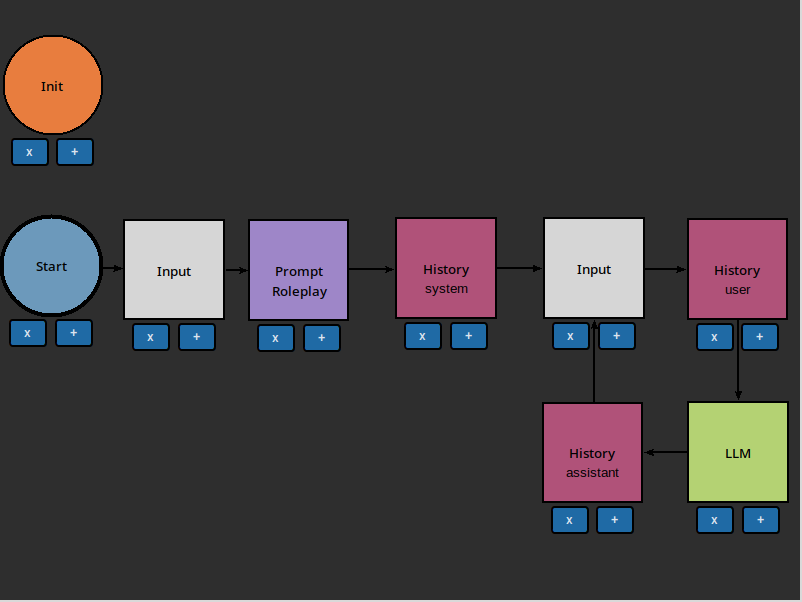 Init
x +
Start
Input
Prompt
Roleplay
History
system
Input
History
user
x +
x +
x +
x +
x +
x +
History
assistant
LLM
x +
x +